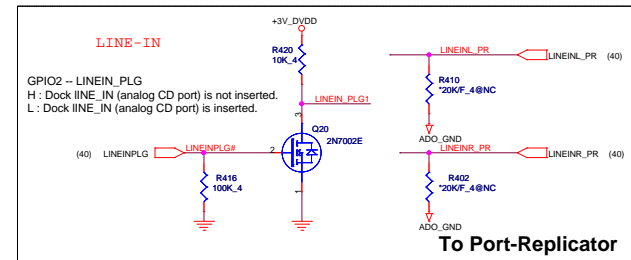 +3V_DVDD
LINE-IN
R420
10K_4
LINEINL_PR
LINEINL_PR (40)
GPIO2 -- LINEIN_PLG
H : Dock lINE_IN (analog CD port) is not inserted.
L : Dock lINE_IN (analog CD port) is inserted.
R410
*20K/F_4@NC
LINEIN_PLG1
ADO_GND
3
Q20
2N7002E
(40) LINEINPLG
LINEINPLG#
2
LINEINR_PR
LINEINR_PR (40)
R416
100K_4
1
R402
*20K/F_4@NC
ADO_GND
To Port-Replicator